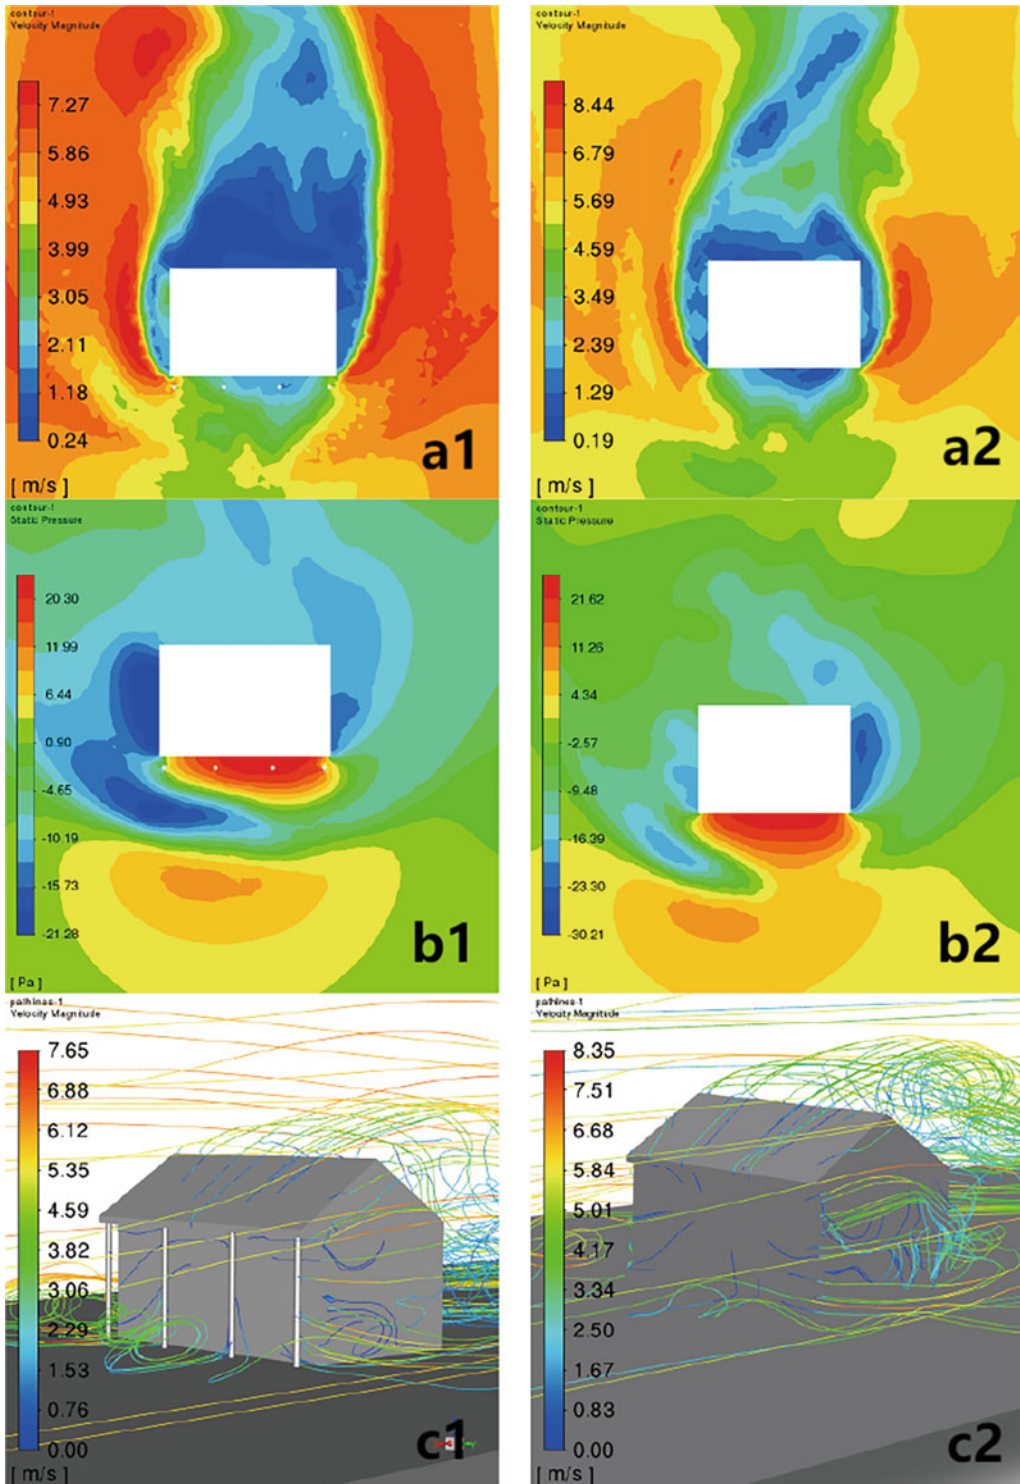 contour-1
Velocity Magnitude
7.27
5.86
4.93
3.99
3.05
2.11
1.18
0.24
[ m/s ]
a1
contour-1
Velocity Magnitude
8.44
6.79
5.69
4.59
3.49
2.39
1.29
0.19
[ m/s ]
a2
contour-1
Static Pressure
20.30
11.99
6.44
0.90
-4.65
-10.19
-15.73
-21.28
[ Pa ]
b1
contour-1
Static Pressure
21.62
11.26
4.34
-2.57
-9.48
-16.39
-23.30
-30.21
[ Pa ]
b2
pathlines-1
Velocity Magnitude
7.65
6.88
6.12
5.35
4.59
3.82
3.06
2.29
1.53
0.76
0.00
[ m/s ]
c1
pathlines-1
Velocity Magnitude
8.35
7.51
6.68
5.84
5.01
4.17
3.34
2.50
1.67
0.83
0.00
[ m/s ]
c2